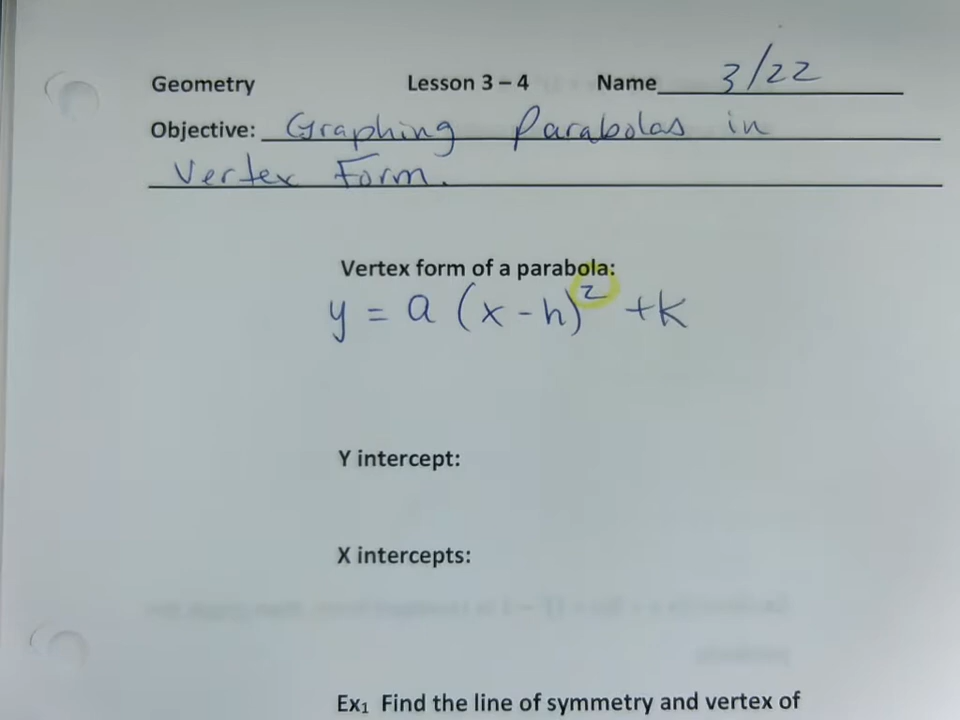 Geometry Lesson 3 – 4 Name 3/22
Objective: Graphing Parabolas in
Vertex Form.
Vertex form of a parabola:
y = a (x - h)² + k
Y intercept:
X intercepts:
Ex₁ Find the line of symmetry and vertex of